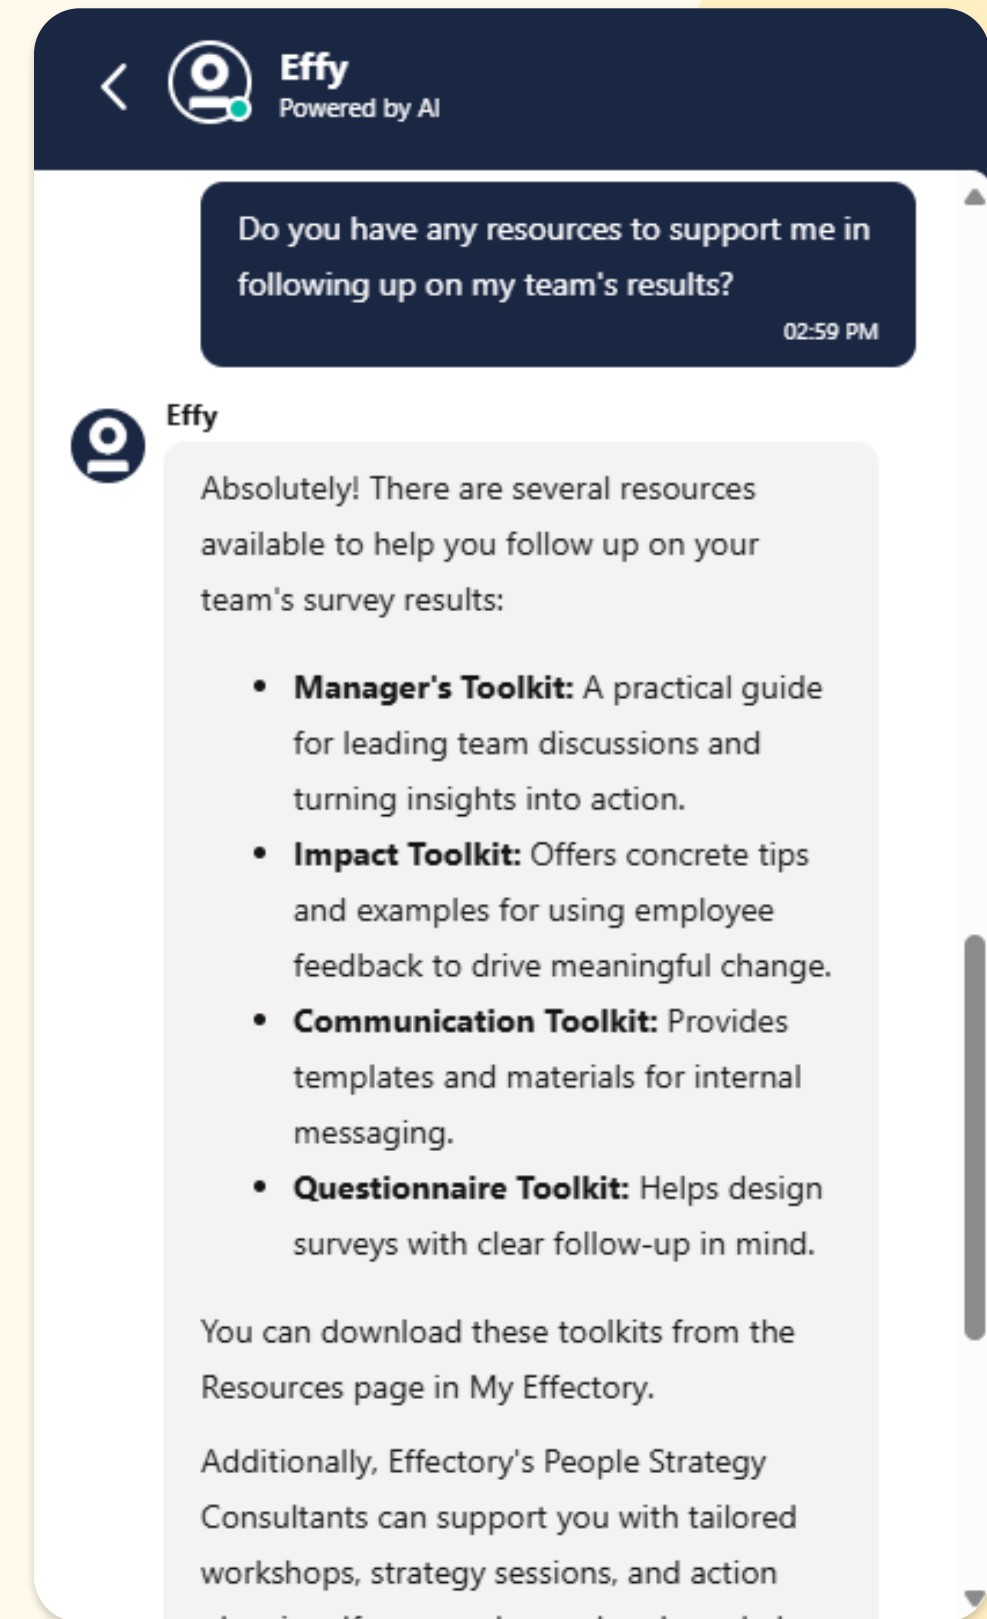 Effy
Powered by AI
Do you have any resources to support me in
following up on my team's results?
02:59 PM
Effy
Absolutely! There are several resources
available to help you follow up on your
team's survey results:
• Manager's Toolkit: A practical guide
for leading team discussions and
turning insights into action.
• Impact Toolkit: Offers concrete tips
and examples for using employee
feedback to drive meaningful change.
• Communication Toolkit: Provides
templates and materials for internal
messaging.
• Questionnaire Toolkit: Helps design
surveys with clear follow-up in mind.
You can download these toolkits from the
Resources page in My Effectory.
Additionally, Effectory's People Strategy
Consultants can support you with tailored
workshops, strategy sessions, and action